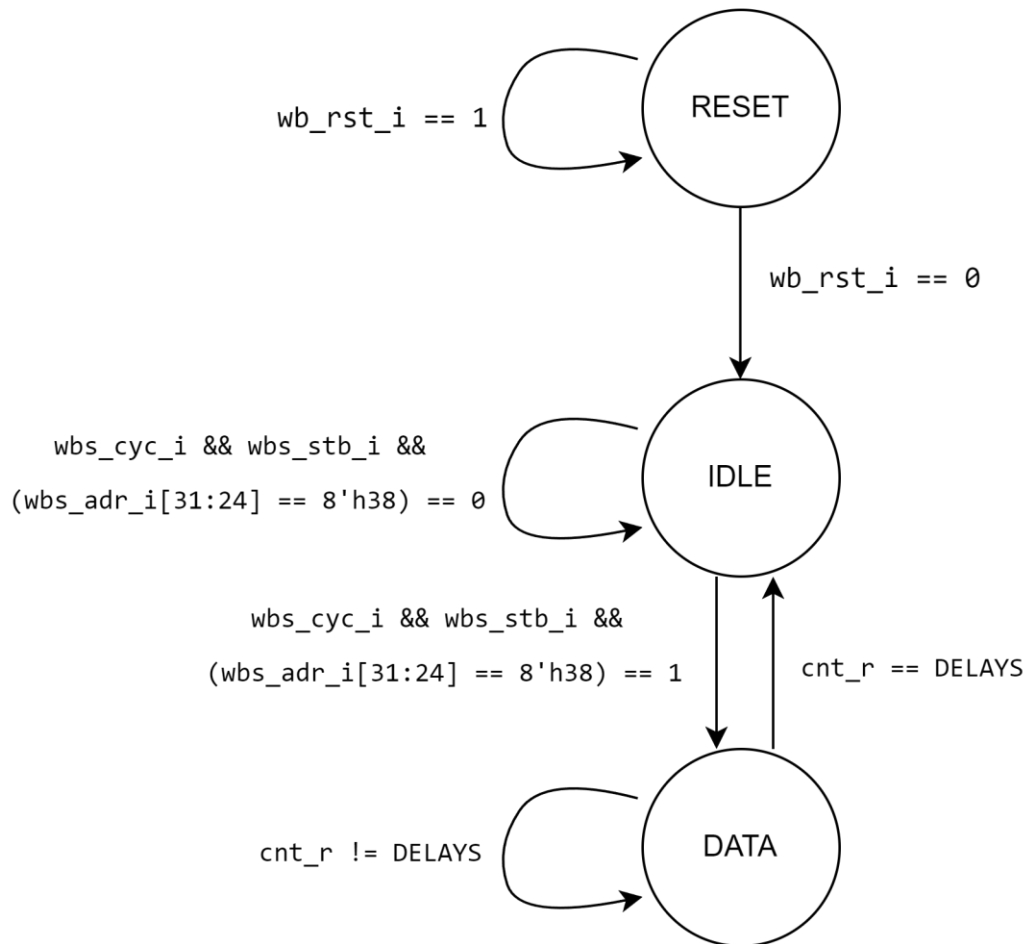 RESET
wb_rst_i == 1
wb_rst_i == 0
wbs_cyc_i && wbs_stb_i &&
(wbs_adr_i[31:24] == 8'h38) == 0
IDLE
wbs_cyc_i && wbs_stb_i &&
(wbs_adr_i[31:24] == 8'h38) == 1
cnt_r == DELAYS
DATA
cnt_r != DELAYS